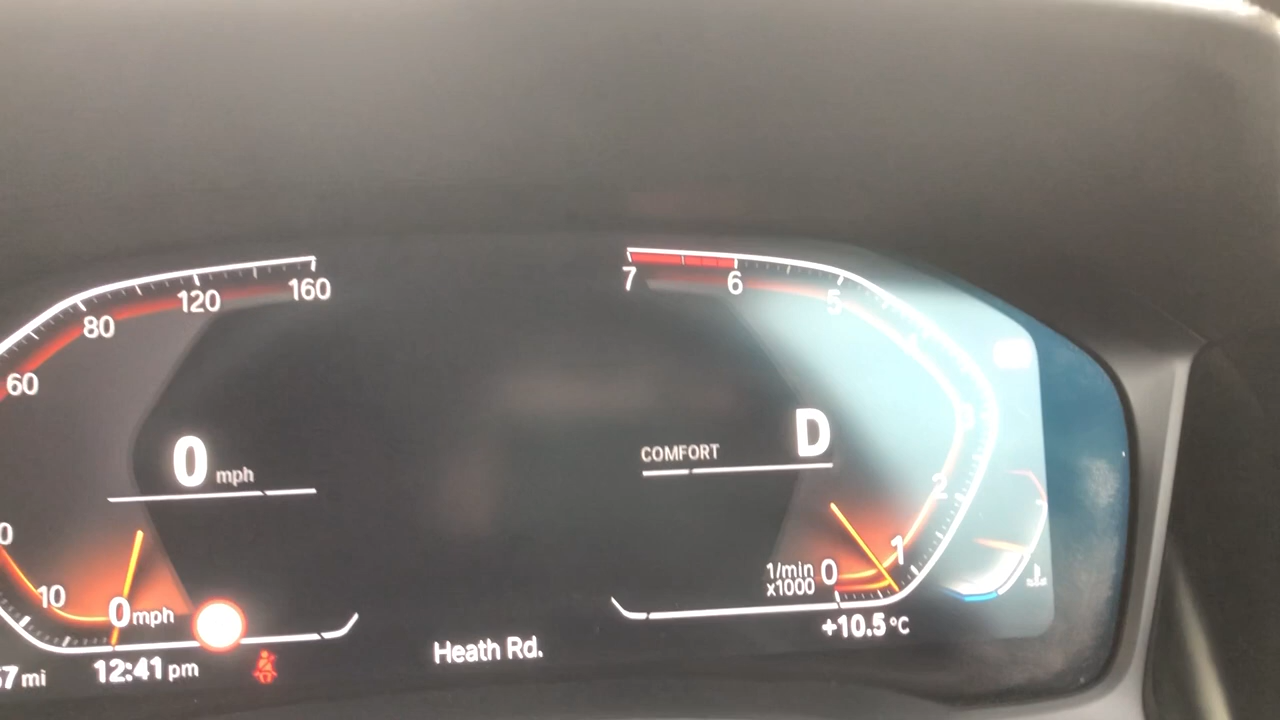 160
120
80
60
0 mph
10
0mph
7mi
12:41 pm
Heath Rd.
7
6
5
2
1
0
COMFORT
D
1/min
x1000
+10.5°C